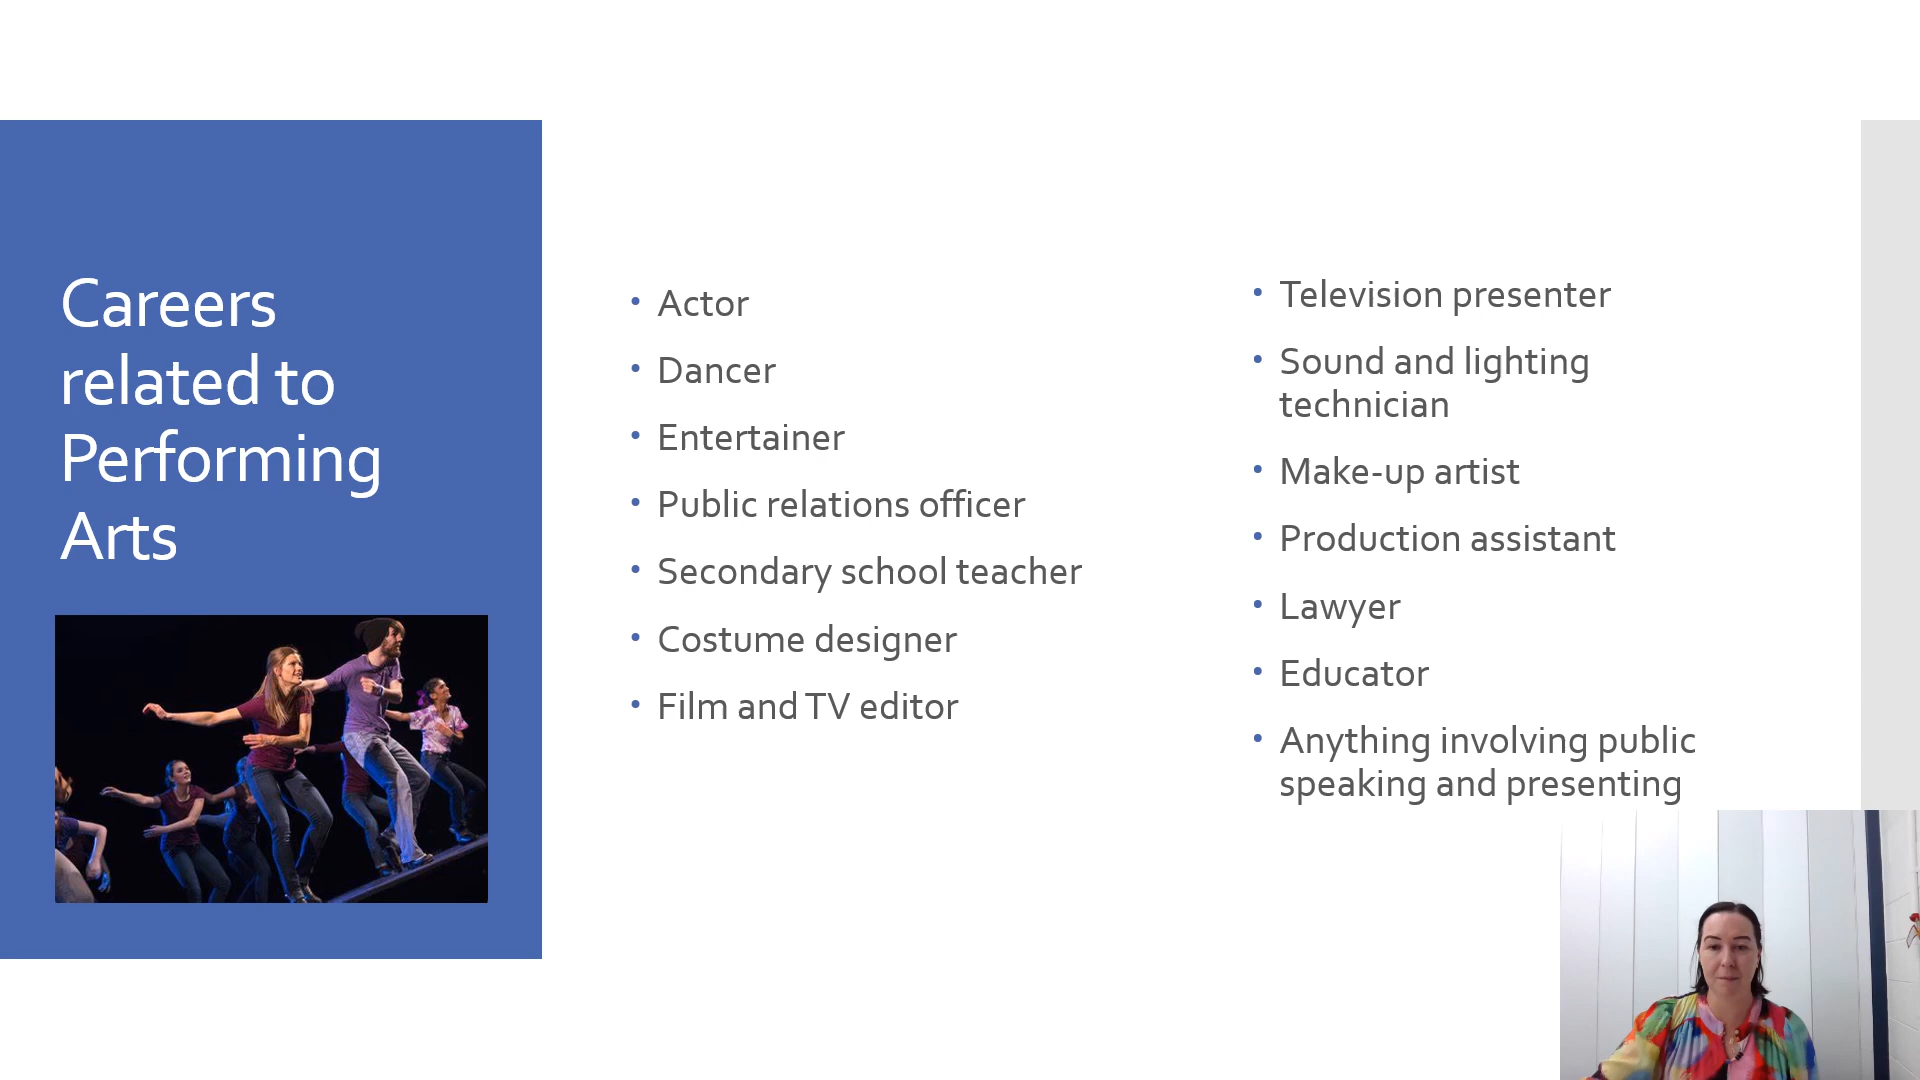 Careers
related to
Performing
Arts
• Actor
• Dancer
• Entertainer
• Public relations officer
• Secondary school teacher
• Costume designer
• Film and TV editor
• Television presenter
• Sound and lighting
technician
• Make-up artist
• Production assistant
• Lawyer
• Educator
• Anything involving public
speaking and presenting